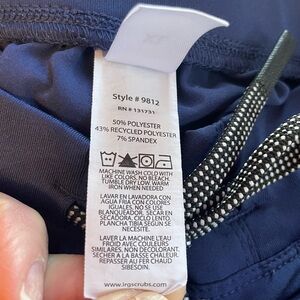 Style # 9812
RN # 131731
50% POLYESTER
43% RECYCLED POLYESTER
7% SPANDEX
MACHINE WASH COLD WITH
LIKE COLORS, NO BLEACH,
TUMBLE DRY LOW, WARM
IRON WHEN NEEDED
LAVAR EN LAVADORA CON
AGUA FRIA CON COLORES
IGUALES. NO SE USE
BLANQUEADOR. SECAR EN
SECADORA, CICLO LENTO.
PLANCHA TIBIA SEGÚN SE
NECESITE.
LAVER LA MACHINE L'EAU
FROID AVEC COULEURS
SIMILAIRES. NON DECOLORANT.
SECHER A LA BASSE CHALEUR.
REPASSER AU FER CHAUD
SIBESOIN.
www.irgscrubs.com